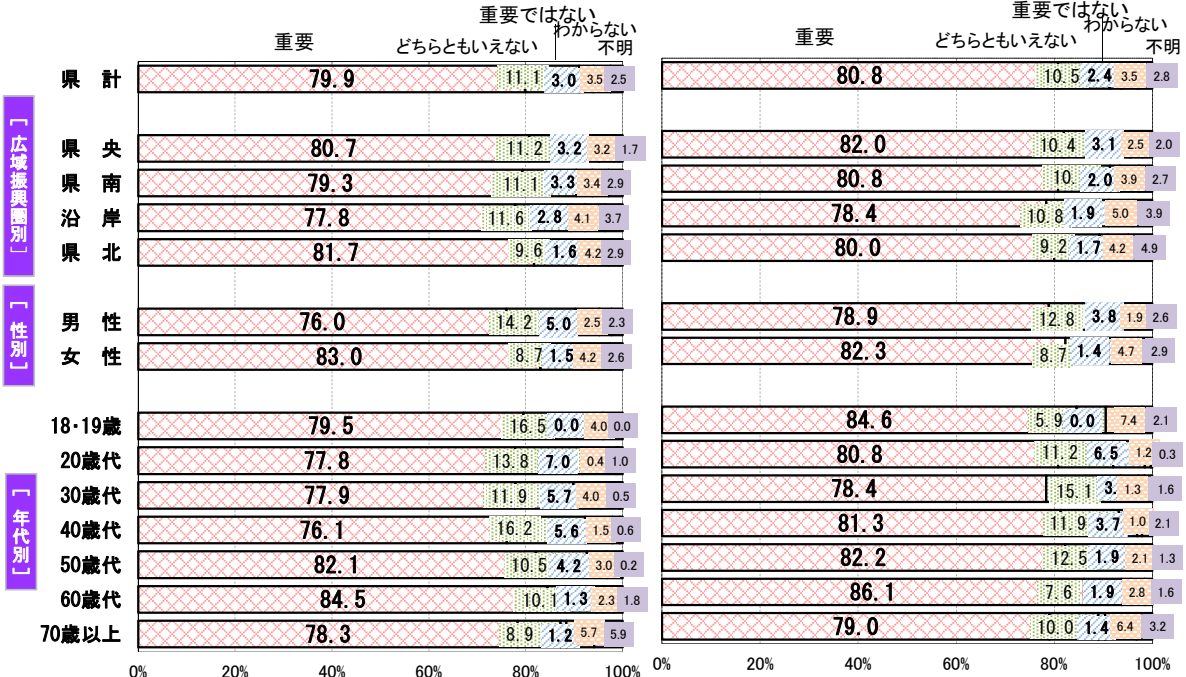 重要ではない 重要ではない
わからない わからない
重要 どちらともいえない 不明 重要 どちらともいえない 不明
県 計 79.9 11.1 3.0 3.5 2.5 80.8 10.5 2.4 3.5 2.8
[広域振興圏別]
県 央 80.7 11.2 3.2 3.2 1.7 82.0 10.4 3.1 2.5 2.0
県 南 79.3 11.1 3.3 3.4 2.9 80.8 10. 2.0 3.9 2.7
沿 岸 77.8 11.6 2.8 4.1 3.7 78.4 10.8 1.9 5.0 3.9
県 北 81.7 9.6 1.6 4.2 2.9 80.0 9.2 1.7 4.2 4.9
[性別]
男 性 76.0 14.2 5.0 2.5 2.3 78.9 12.8 3.8 1.9 2.6
女 性 83.0 8.7 1.5 4.2 2.6 82.3 8.7 1.4 4.7 2.9
[年代別]
18・19歳 79.5 16.5 0.0 4.0 0.0 84.6 5.9 0.0 7.4 2.1
20歳代 77.8 13.8 7.0 0.4 1.0 80.8 11.2 6.5 1.2 0.3
30歳代 77.9 11.9 5.7 4.0 0.5 78.4 15.1 3. 1.3 1.6
40歳代 76.1 16.2 5.6 1.5 0.6 81.3 11.9 3.7 1.0 2.1
50歳代 82.1 10.5 4.2 3.0 0.2 82.2 12.5 1.9 2.1 1.3
60歳代 84.5 10.1 1.3 2.3 1.8 86.1 7.6 1.9 2.8 1.6
70歳以上 78.3 8.9 1.2 5.7 5.9 79.0 10.0 1.4 6.4 3.2
0% 20% 40% 60% 80% 100% 0% 20% 40% 60% 80% 100%